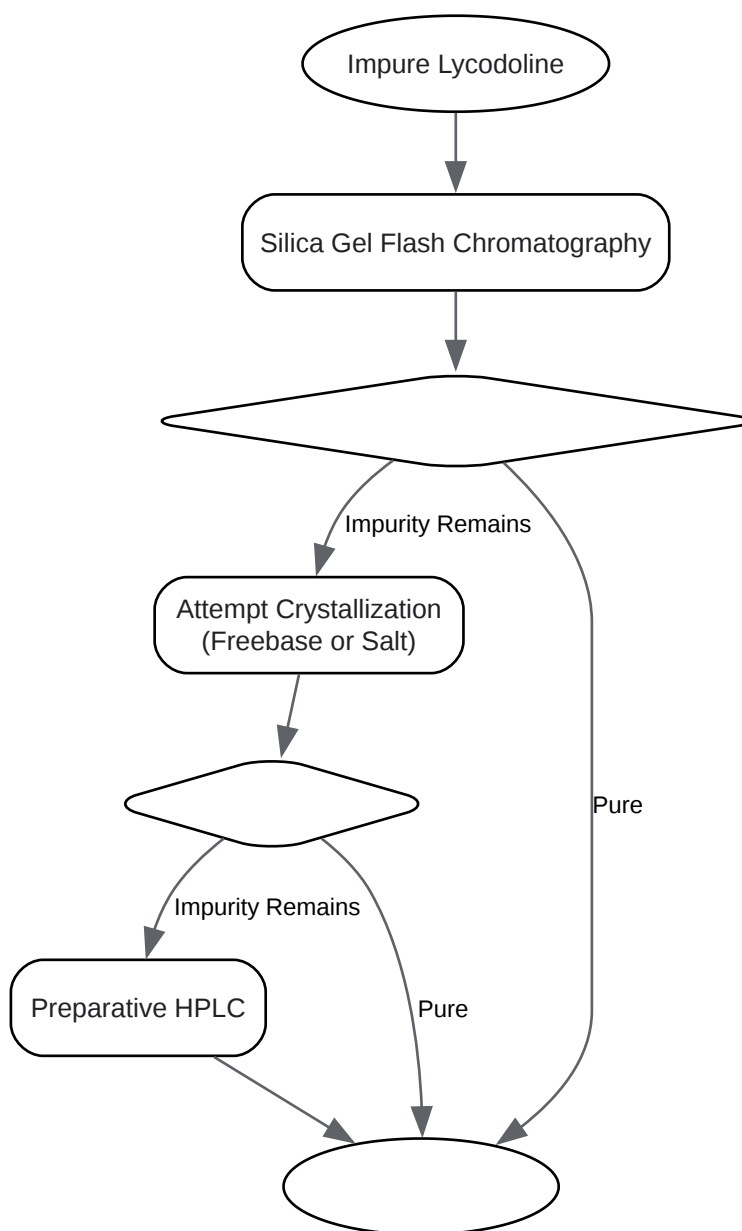 Impure Lycodoline
Silica Gel Flash Chromatography
Impurity Remains
Attempt Crystallization
(Freebase or Salt)
Pure
Impurity Remains
Preparative HPLC
Pure